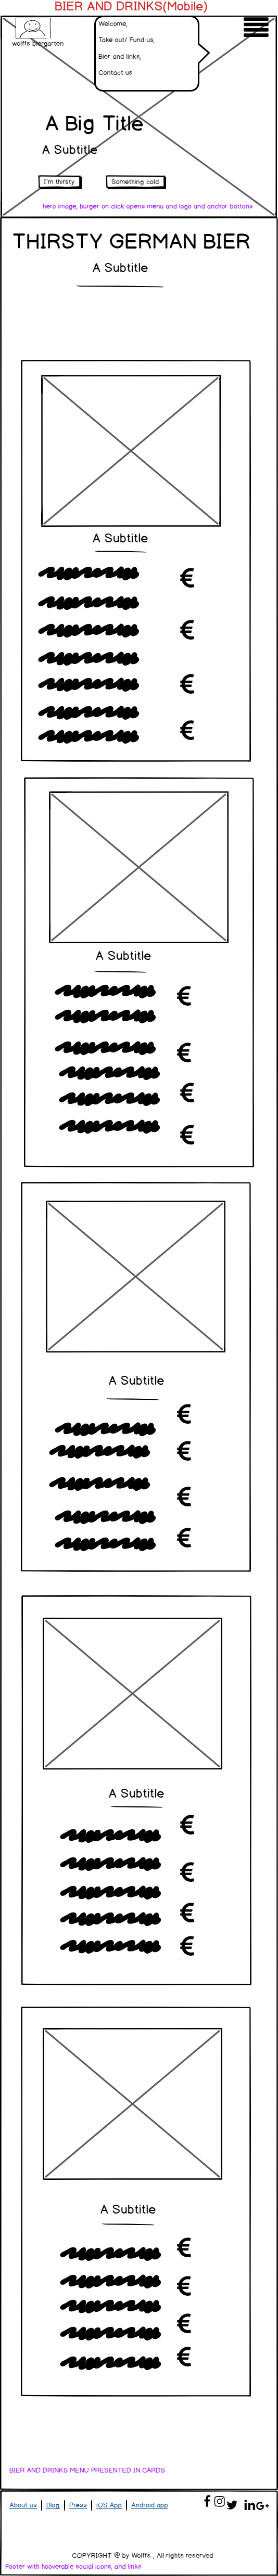 BIER AND DRINKS(Mobile)
wolffs biergarten
Welcome,
Take out/ Fund us,
Bier and links,
Contact us
A Big Title
A Subtitle
I'm thirsty
Something cold
hero image, burger on click opens menu and logo and anchor bottons
THIRSTY GERMAN BIER
A Subtitle
A Subtitle
€
€
€
€
A Subtitle
€
€
€
€
A Subtitle
€
€
€
€
A Subtitle
€
€
€
€
A Subtitle
€
€
€
€
BIER AND DRINKS MENU PRESENTED IN CARDS
About us | Blog | Press | iOS App | Android app
COPYRIGHT @ by Wolffs , All rights reserved
Footer with hooverable social icons, and links